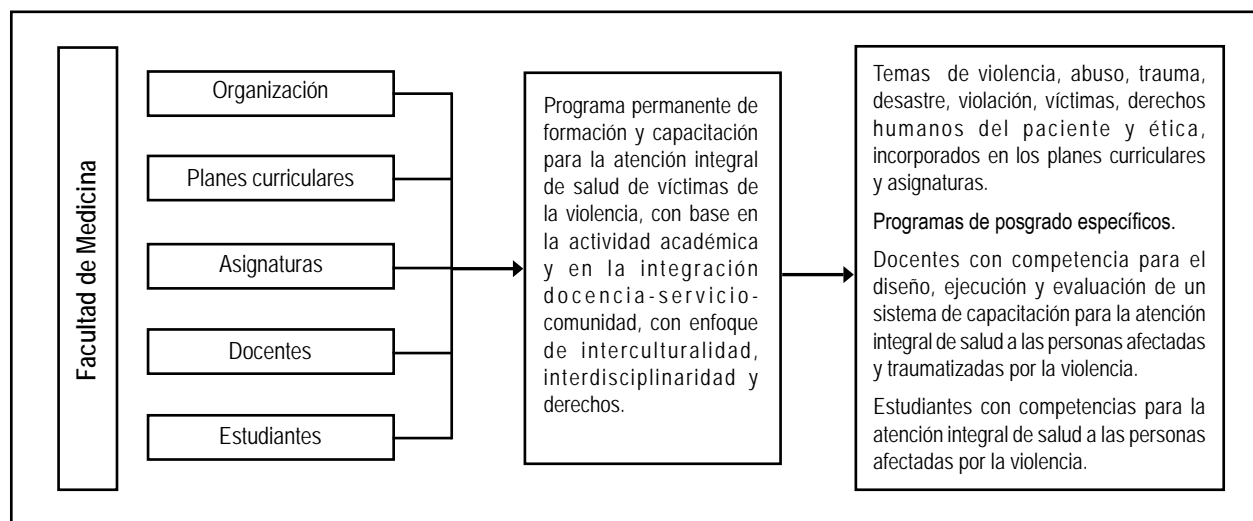 Facultad de Medicina
Organización
Planes curriculares
Asignaturas
Docentes
Estudiantes
Programa permanente de
formación y capacitación
para la atención integral
de salud de víctimas de
la violencia, con base en
la actividad académica
y en la integración
docencia-servicio-
comunidad, con enfoque
de interculturalidad,
interdisciplinaridad y
derechos.
Temas de violencia, abuso, trauma,
desastre, violación, víctimas, derechos
humanos del paciente y ética,
incorporados en los planes curriculares
y asignaturas.
Programas de posgrado específicos.
Docentes con competencia para el
diseño, ejecución y evaluación de un
sistema de capacitación para la atención
integral de salud a las personas afectadas
y traumatizadas por la violencia.
Estudiantes con competencias para la
atención integral de salud a las personas
afectadas por la violencia.